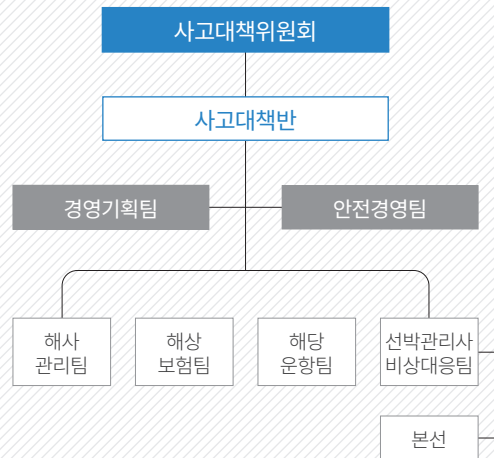 사고대책위원회
사고대책반
경영기획팀
안전경영팀
해사
관리팀
해상
보험팀
해당
운항팀
선박관리사
비상대응팀
본선